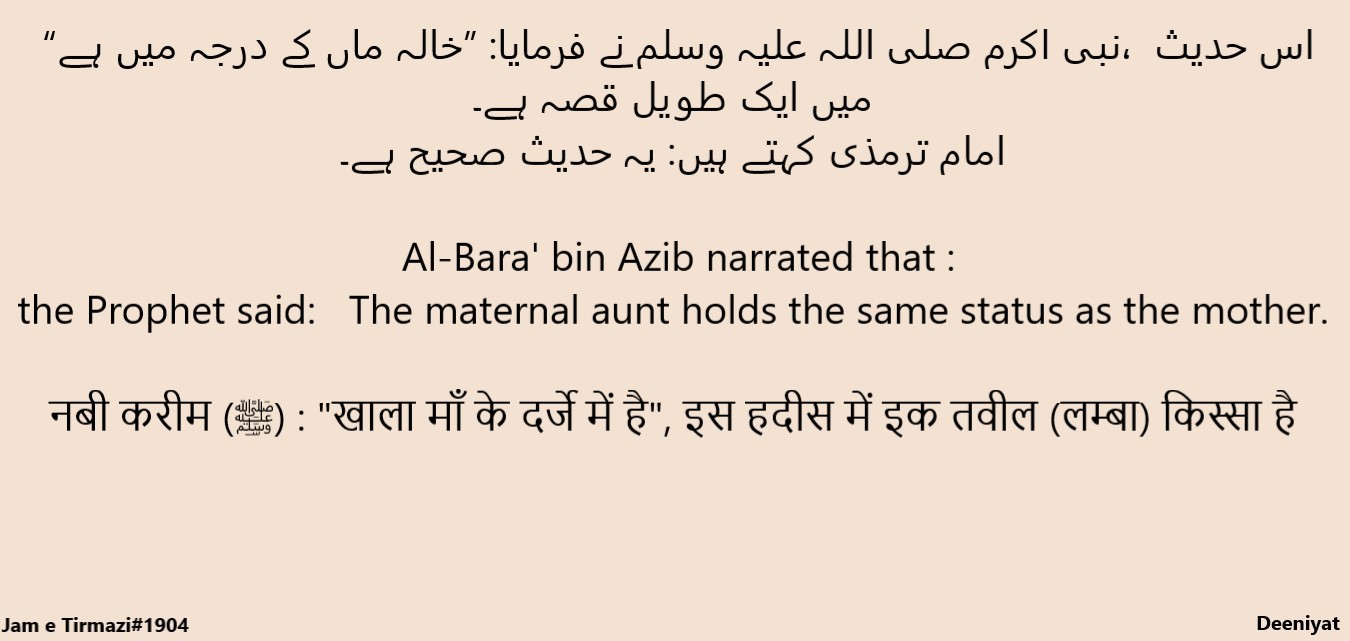 اس حدیث ،نبی اکرم صلی اللہ علیہ وسلم نے فرمایا: ”خالہ ماں کے درجہ میں ہے“
میں ایک طویل قصہ ہے۔
امام ترمذی کہتے ہیں: یہ حدیث صحیح ہے۔
Al-Bara' bin Azib narrated that :
the Prophet said: The maternal aunt holds the same status as the mother.
नबी करीम (ﷺ) : "खाला माँ के दर्जे में है", इस हदीस में इक तवील (लम्बा) किस्सा है
Jam e Tirmazi#1904
Deeniyat